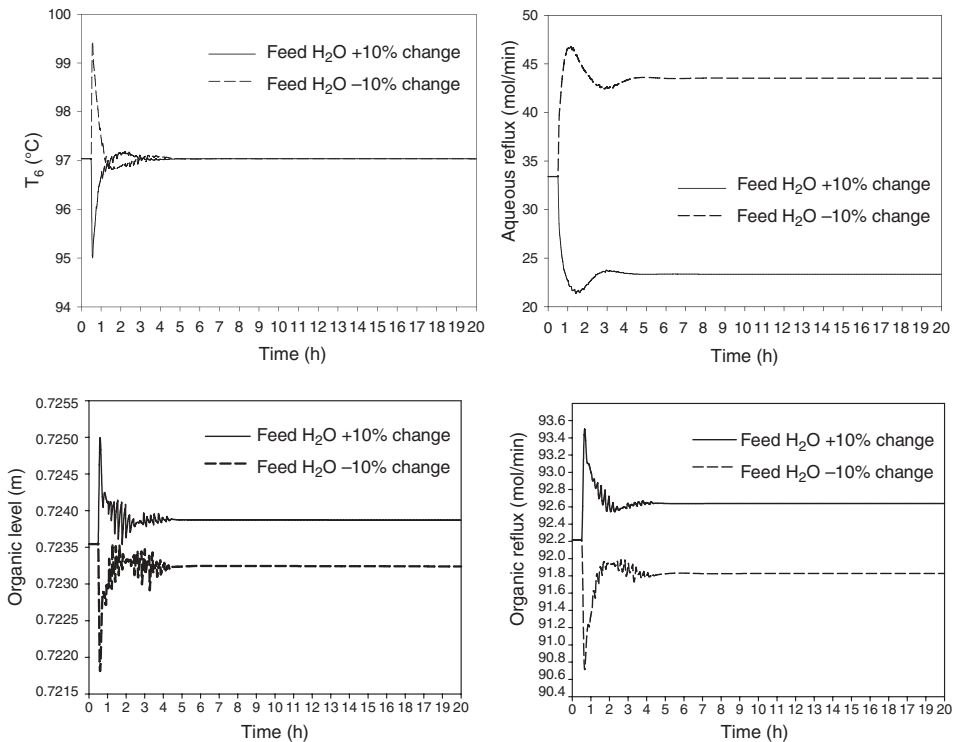 100
99
98
97
96
95
94
T6 (°C)
Feed H2O +10% change
Feed H2O –10% change
0 1 2 3 4 5 6 7 8 9 10 11 12 13 14 15 16 17 18 19 20
Time (h)
50
45
40
35
30
25
20
Aqueous reflux (mol/min)
Feed H2O +10% change
Feed H2O –10% change
0 1 2 3 4 5 6 7 8 9 10 11 12 13 14 15 16 17 18 19 20
Time (h)
0.7255
0.7250
0.7245
0.7240
0.7235
0.7230
0.7225
0.7220
0.7215
Organic level (m)
Feed H2O +10% change
Feed H2O –10% change
0 1 2 3 4 5 6 7 8 9 10 11 12 13 14 15 16 17 18 19 20
Time (h)
93.6
93.4
93.2
93.0
92.8
92.6
92.4
92.2
92.0
91.8
91.6
91.4
91.2
91.0
90.8
90.6
90.4
Organic reflux (mol/min)
Feed H2O +10% change
Feed H2O –10% change
0 1 2 3 4 5 6 7 8 9 10 11 12 13 14 15 16 17 18 19 20
Time (h)